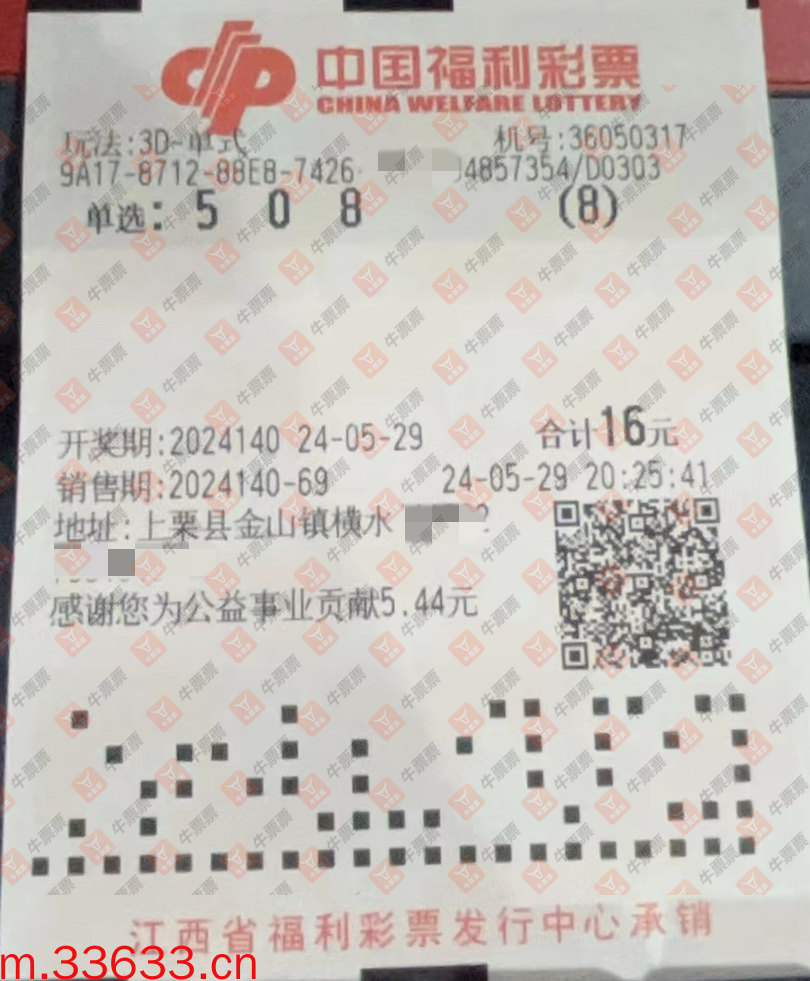 中国福利彩票
CHINA WELFARE LOTTERY
玩法:3D-单式 机号:36050317
9A17-8712-88E8-7426 4857354/D0303
单选: 5 0 8 (8)
开奖期:2024140 24-05-29 合计16元
销售期:2024140-69 24-05-29 20:25:41
地址:上栗县金山镇横水
感谢您为公益事业贡献5.44元
江西省福利彩票发行中心承销
m.33633.cn
牛票票